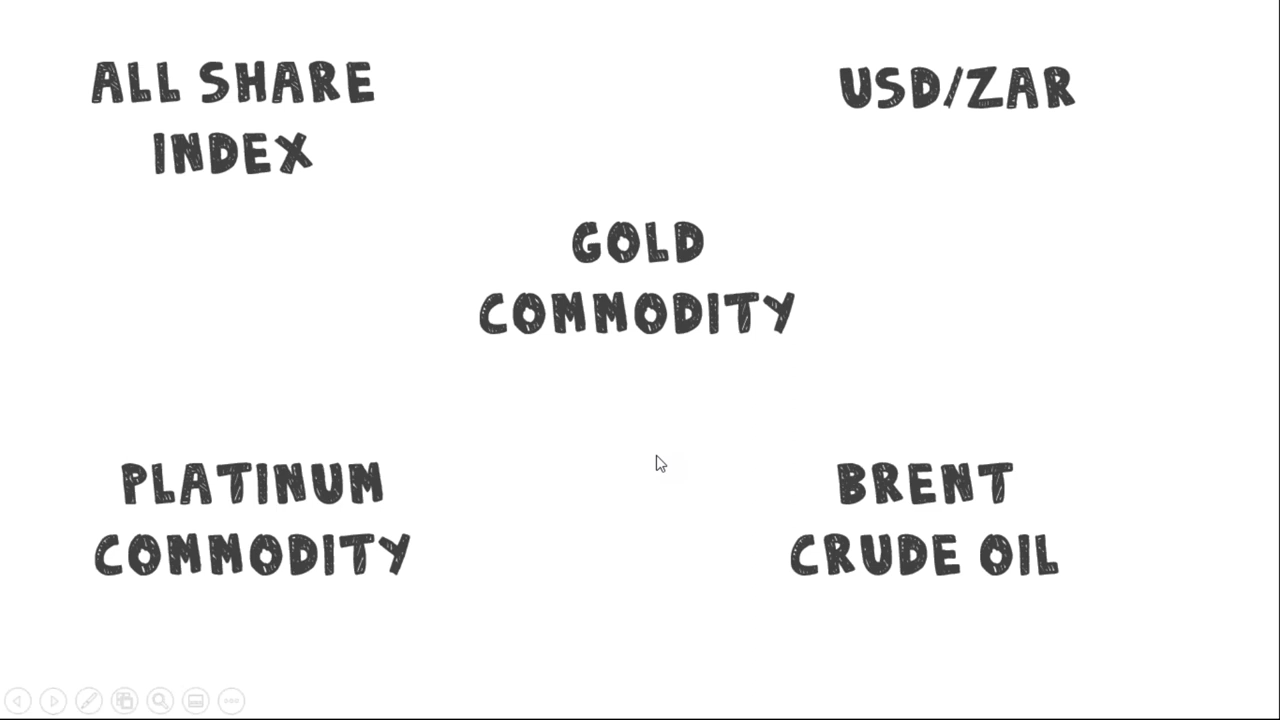 ALL SHARE
INDEX
USD/ZAR
GOLD
COMMODITY
PLATINUM
COMMODITY
BRENT
CRUDE OIL